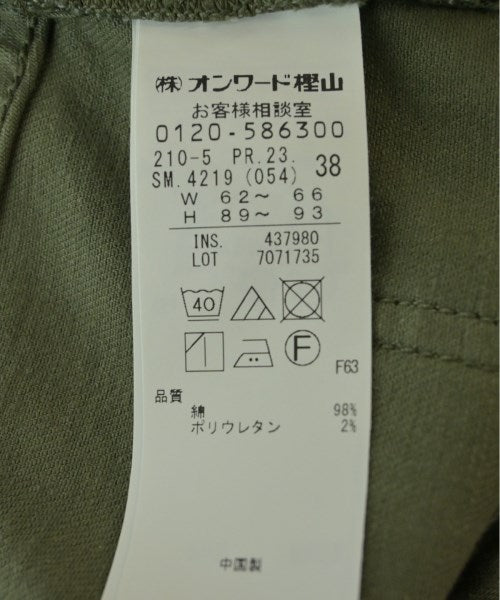 (株)オンワード樫山
お客様相談室
0120-586300
210-5 PR.23.
SM.4219 (054) 38
W 62～ 66
H 89～ 93
INS. 437980
LOT 7071735
40
F
F63
品質
綿 98%
ポリウレタン 2%
中国製